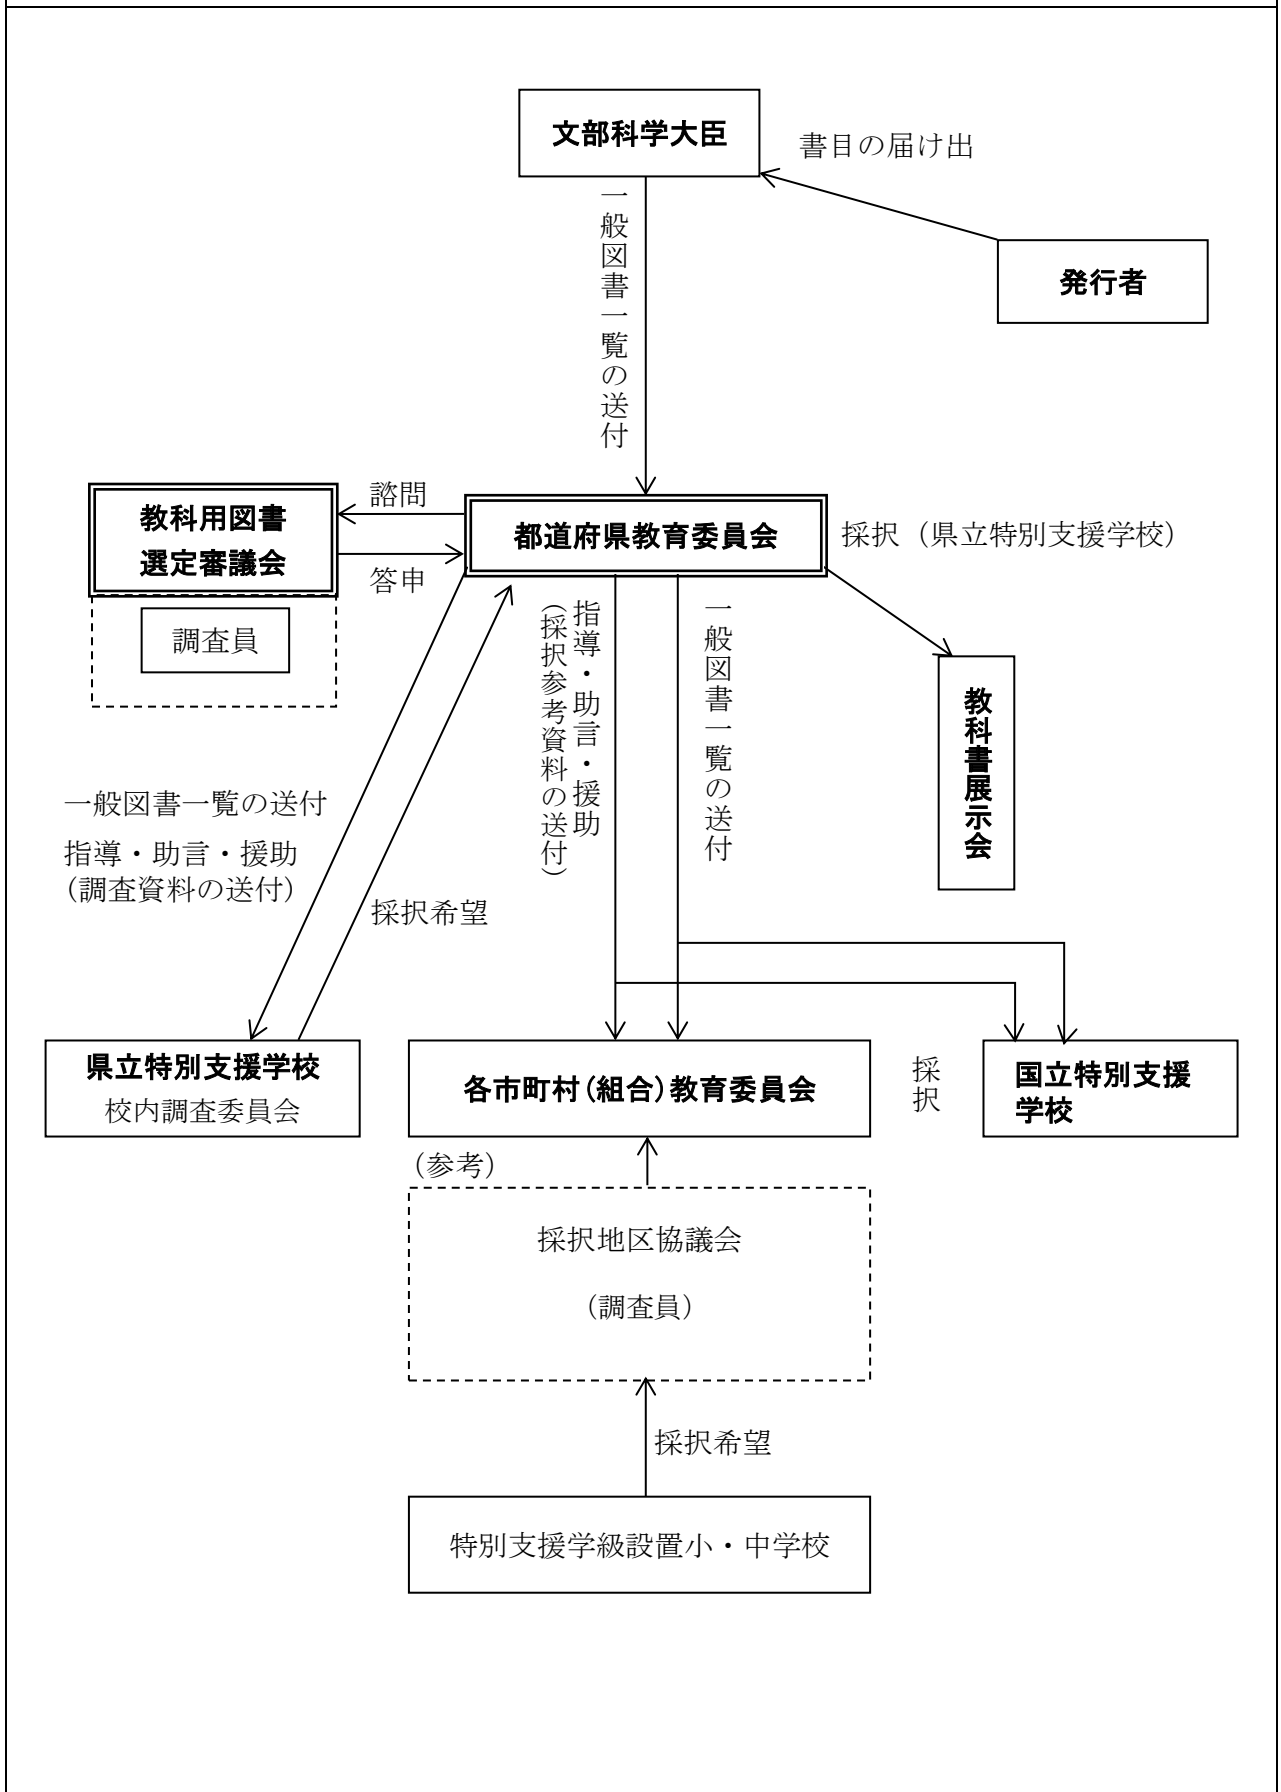 文部科学大臣
書目の届け出
発行者
一般図書一覧の送付
教科用図書
選定審議会
諮問
答申
調査員
都道府県教育委員会
採択（県立特別支援学校）
指導・助言・援助
（採択参考資料の送付）
一般図書一覧の送付
教科書展示会
一般図書一覧の送付
指導・助言・援助
（調査資料の送付）
採択希望
県立特別支援学校
校内調査委員会
各市町村（組合）教育委員会
採択
国立特別支援
学校
（参考）
採択地区協議会
（調査員）
採択希望
特別支援学級設置小・中学校